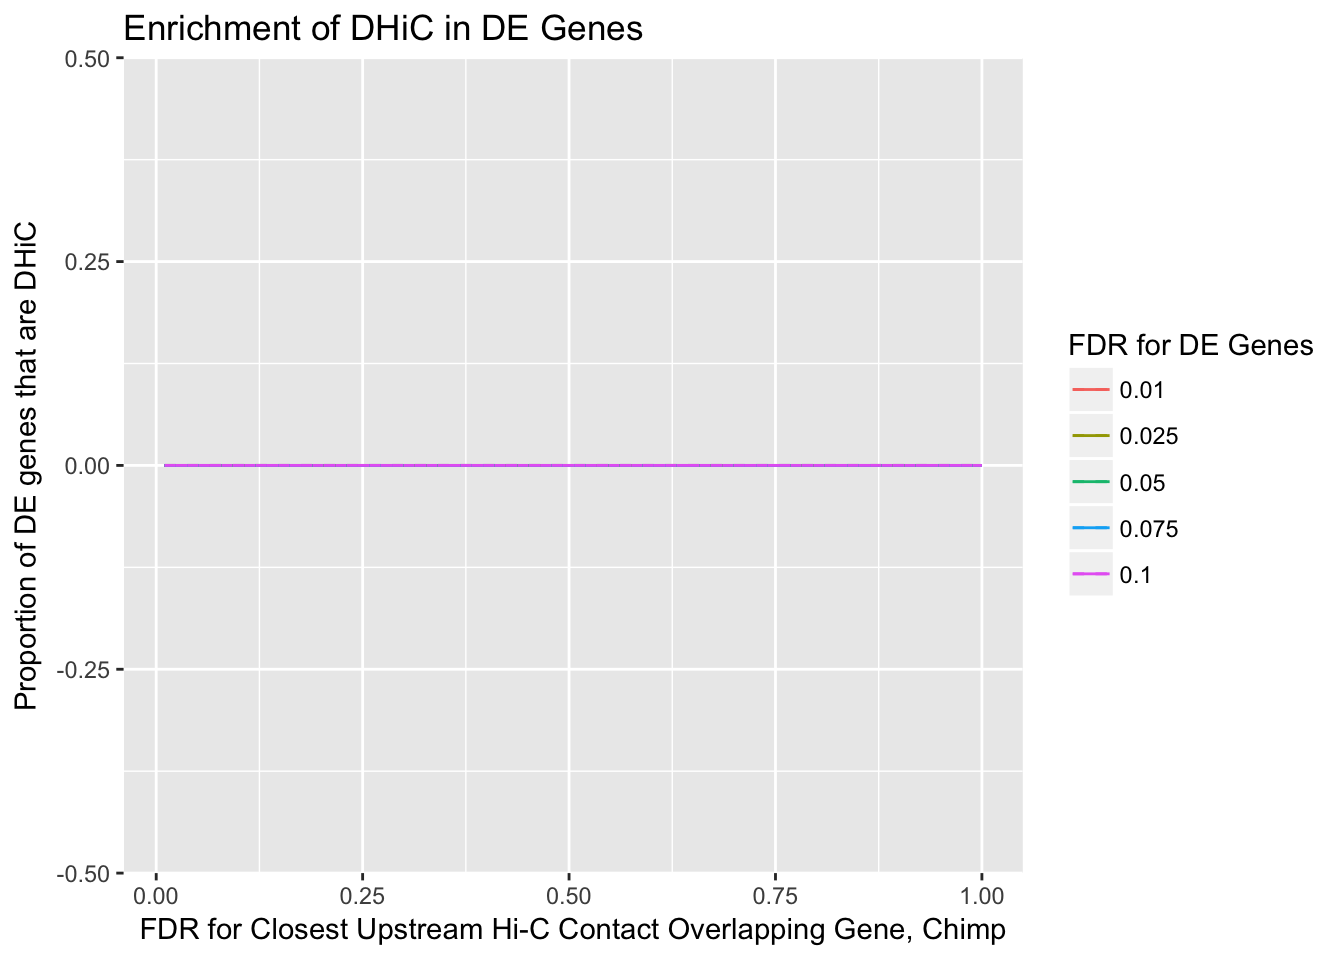 Enrichment of DHiC in DE Genes
Proportion of DE genes that are DHiC
0.50
0.25
0.00
-0.25
-0.50
0.00 0.25 0.50 0.75 1.00
FDR for Closest Upstream Hi-C Contact Overlapping Gene, Chimp
FDR for DE Genes
0.01
0.025
0.05
0.075
0.1